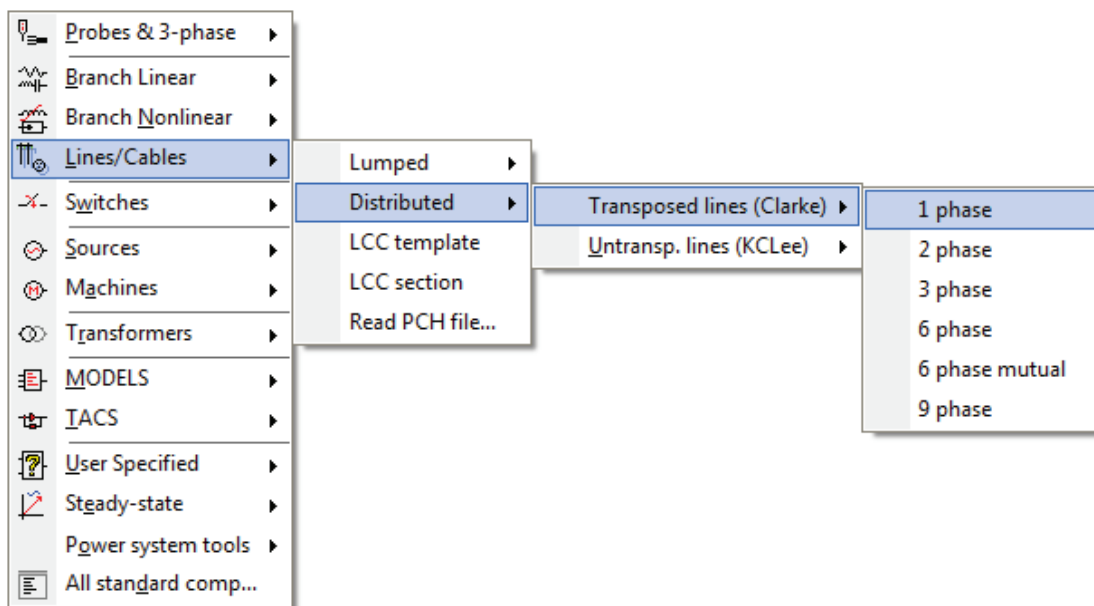 Probes & 3-phase
Branch Linear
Branch Nonlinear
Lines/Cables
Switches
Sources
Machines
Transformers
MODELS
TACS
User Specified
Steady-state
Power system tools
All standard comp...
Lumped
Distributed
LCC template
LCC section
Read PCH file...
Transposed lines (Clarke)
Untransp. lines (KCLee)
1 phase
2 phase
3 phase
6 phase
6 phase mutual
9 phase